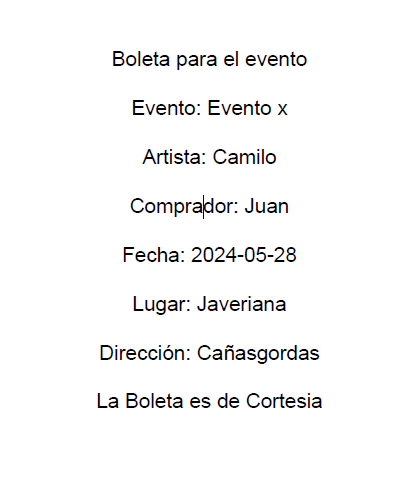 Boleta para el evento
Evento: Evento x
Artista: Camilo
Comprador: Juan
Fecha: 2024-05-28
Lugar: Javeriana
Dirección: Cañasgordas
La Boleta es de Cortesia